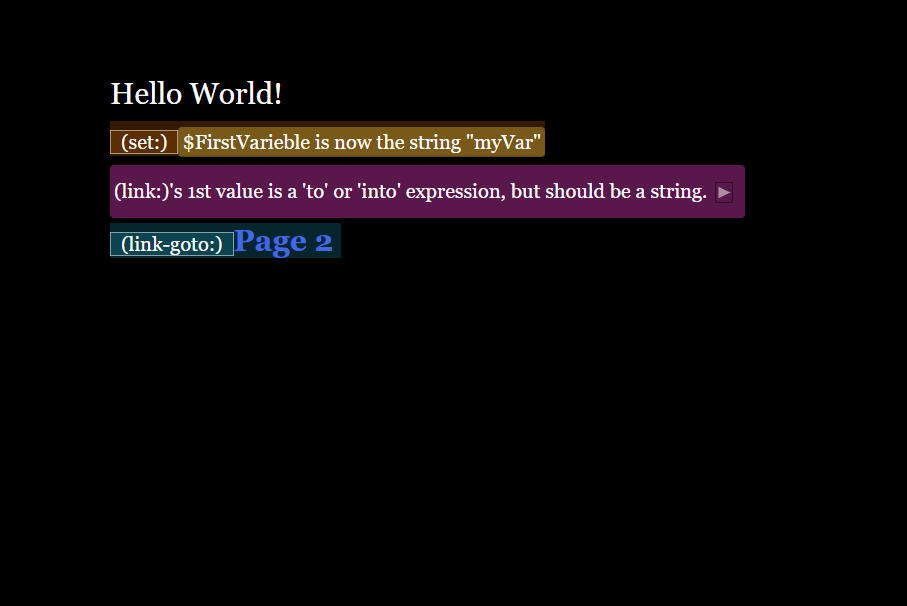 Hello World!
(set:) $FirstVarieble is now the string "myVar"
(link:)'s 1st value is a 'to' or 'into' expression, but should be a string. ▶
(link-goto:) Page 2